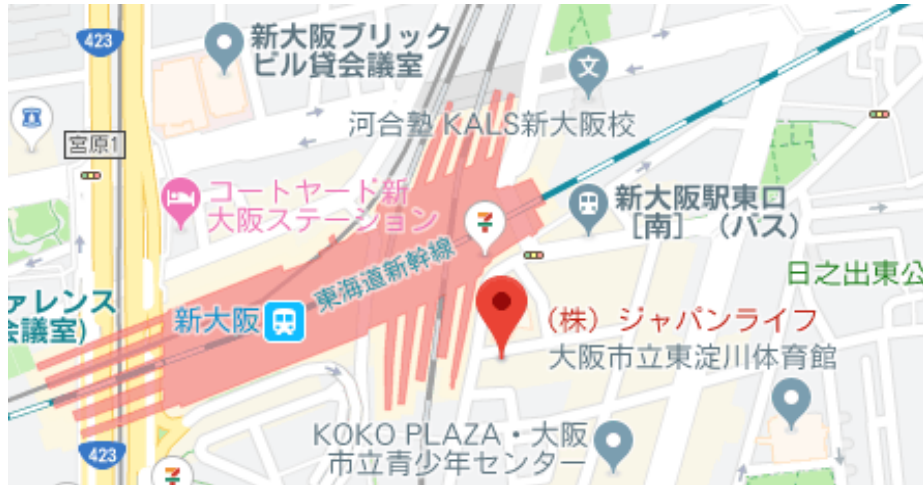 423
新大阪ブリック
ビル貸会議室
河合塾 KALS新大阪校
文
宮原1
コートヤード新
大阪ステーション
新大阪駅東口
[南] (バス)
東海道新幹線
日之出東公
ァレンス
会議室)
新大阪
(株) ジャパンライフ
大阪市立東淀川体育館
KOKO PLAZA・大阪
市立青少年センター
423